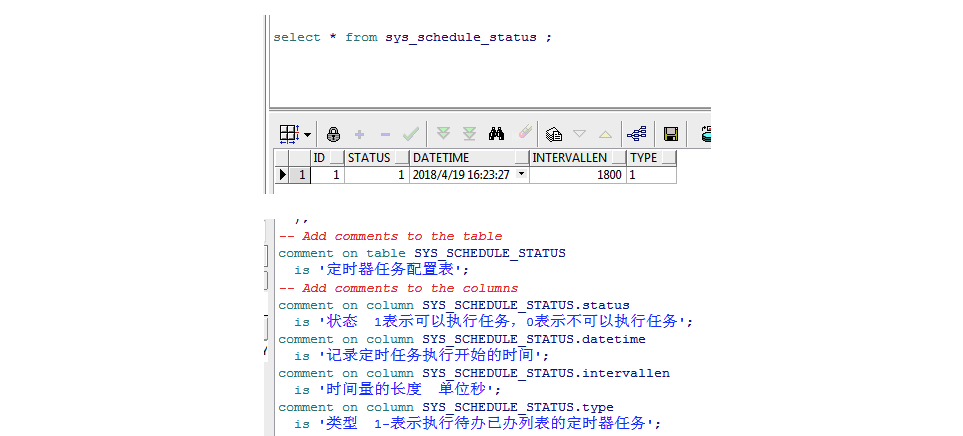 select * from sys_schedule_status ;
ID STATUS DATETIME INTERVALLEN TYPE
1 1 1 2018/4/19 16:23:27 1800 1
);
-- Add comments to the table
comment on table SYS_SCHEDULE_STATUS
is '定时器任务配置表';
-- Add comments to the columns
comment on column SYS_SCHEDULE_STATUS.status
is '状态  1表示可以执行任务，0表示不可以执行任务';
comment on column SYS_SCHEDULE_STATUS.datetime
is '记录定时任务执行开始的时间';
comment on column SYS_SCHEDULE_STATUS.intervallen
is '时间量的长度  单位秒';
comment on column SYS_SCHEDULE_STATUS.type
is '类型  1-表示执行待办已办列表的定时器任务';